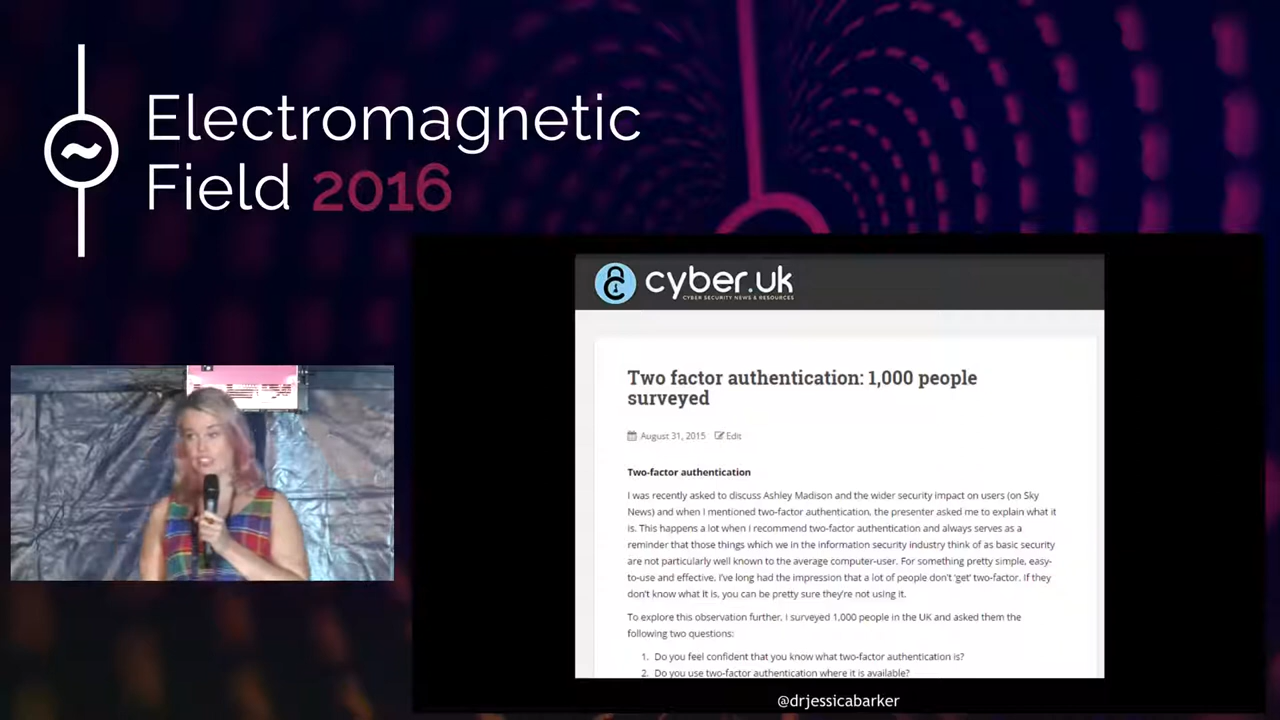 Electromagnetic
Field 2016
cyber.uk
CYBER SECURITY NEWS & RESOURCES
Two factor authentication: 1,000 people
surveyed
August 31, 2015 Edit
Two-factor authentication
I was recently asked to discuss Ashley Madison and the wider security impact on users (on Sky
News) and when I mentioned two-factor authentication, the presenter asked me to explain what it
is. This happens a lot when I recommend two-factor authentication and always serves as a
reminder that those things which we in the information security industry think of as basic security
are not particularly well known to the average computer-user. For something pretty simple, easy-
to-use and effective, I've long had the impression that a lot of people don't 'get' two-factor. If they
don't know what it is, you can be pretty sure they're not using it.
To explore this observation further, I surveyed 1,000 people in the UK and asked them the
following two questions:
1. Do you feel confident that you know what two-factor authentication is?
2. Do you use two-factor authentication where it is available?
@drjessicabarker